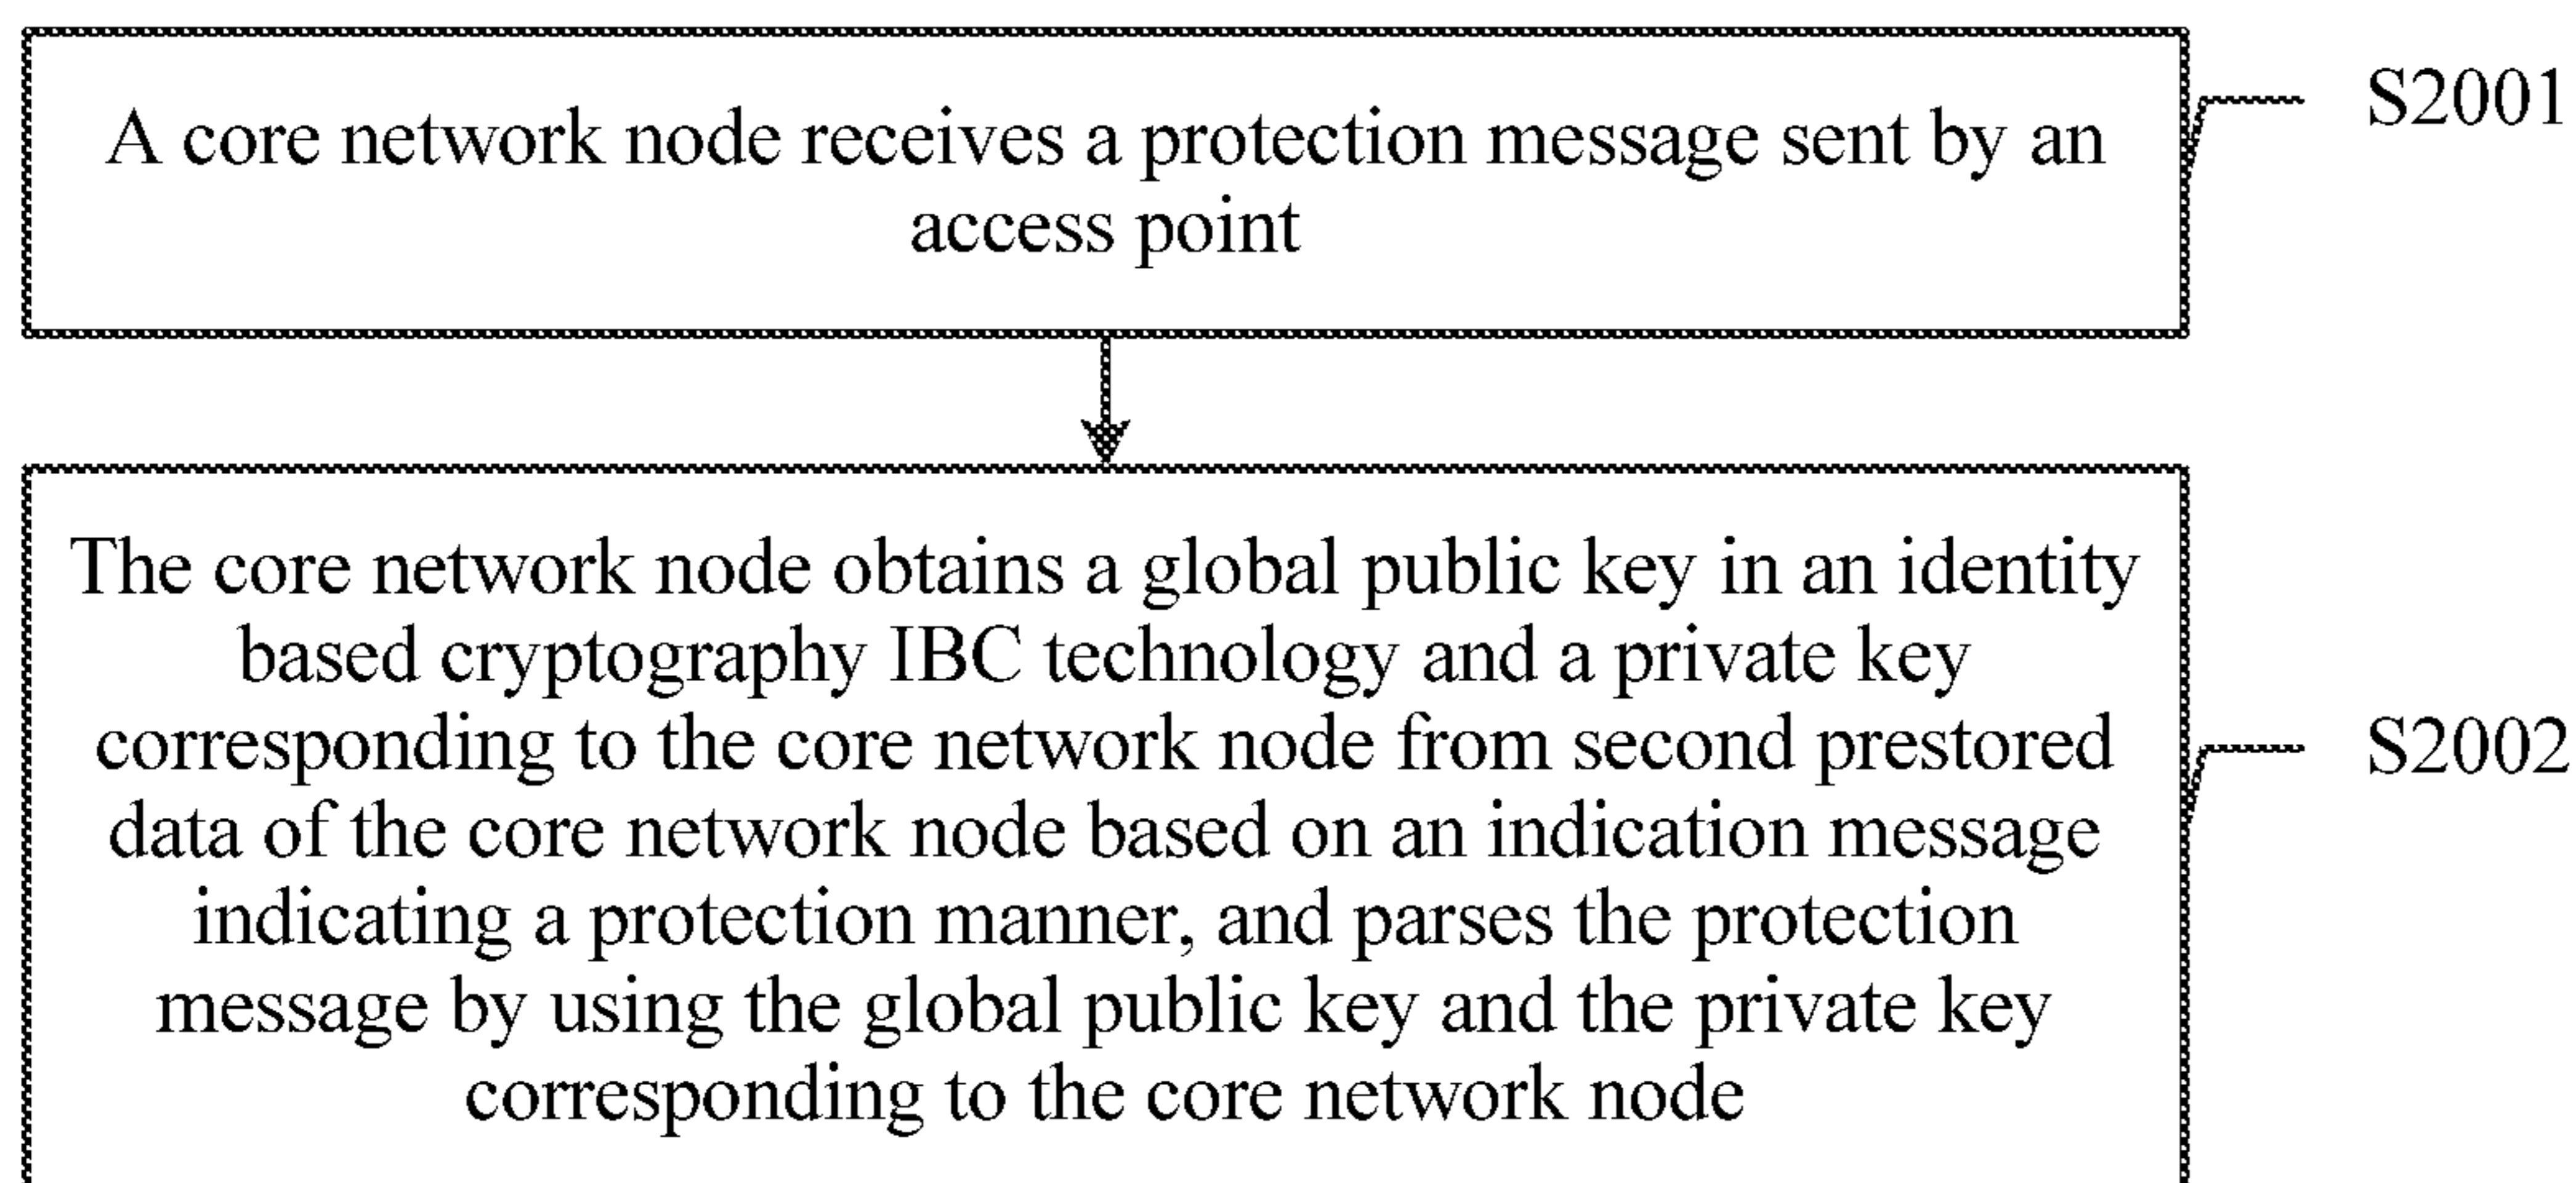 A core network node receives a protection message sent by an
access point
S2001
The core network node obtains a global public key in an identity
based cryptography IBC technology and a private key
corresponding to the core network node from second prestored
data of the core network node based on an indication message
indicating a protection manner, and parses the protection
message by using the global public key and the private key
corresponding to the core network node
S2002